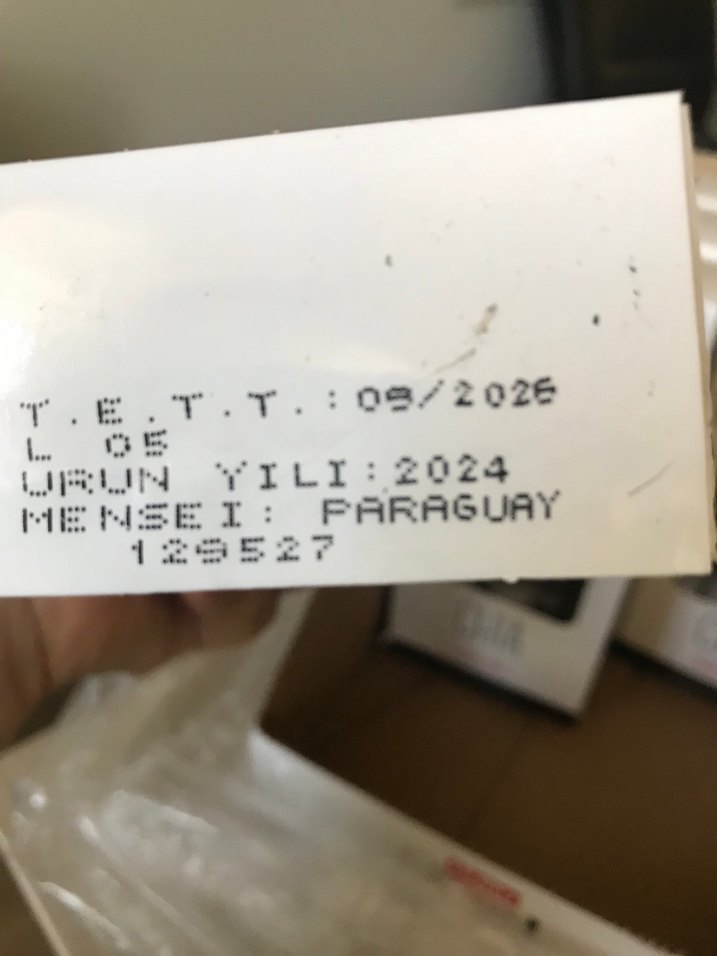 T.E.T.T.:09/2026
L 05
URUN YILI:2024
MENSEI: PARAGUAY
129527